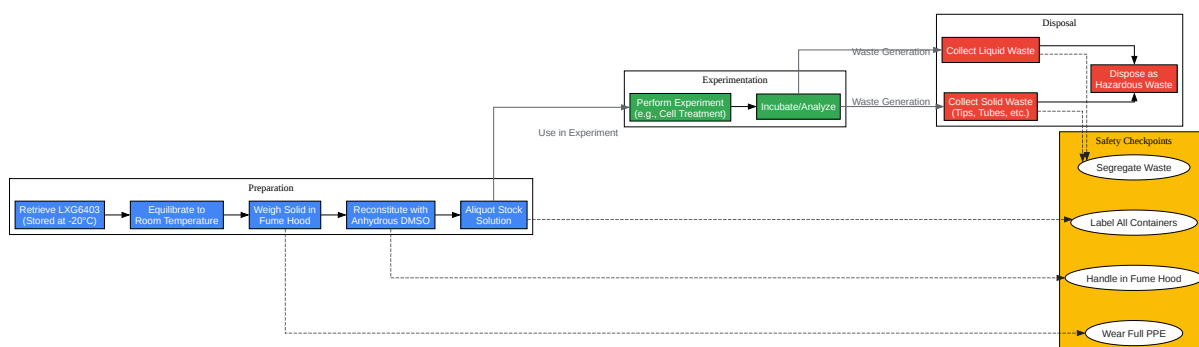 Disposal
Waste Generation
Collect Liquid Waste
Dispose as
Hazardous Waste
Experimentation
Perform Experiment
(e.g., Cell Treatment)
Incubate/Analyze
Waste Generation
Collect Solid Waste
(Tips, Tubes, etc.)
Use in Experiment
Safety Checkpoints
Segregate Waste
Label All Containers
Handle in Fume Hood
Wear Full PPE
Preparation
Retrieve LXG6403
(Stored at -20°C)
Equilibrate to
Room Temperature
Weigh Solid in
Fume Hood
Reconstitute with
Anhydrous DMSO
Aliquot Stock
Solution